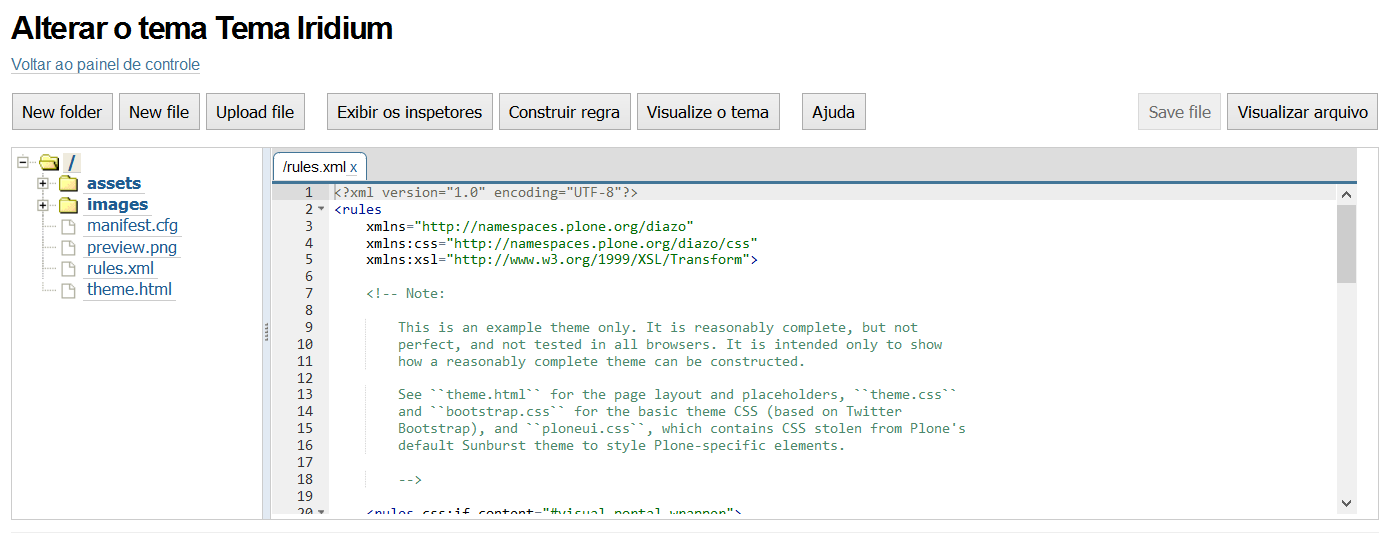 Alterar o tema Tema Iridium
Voltar ao painel de controle
New folder New file Upload file Exibir os inspetores Construir regra Visualize o tema Ajuda Save file Visualizar arquivo
/
assets
images
manifest.cfg
preview.png
rules.xml
theme.html
/rules.xml x
1 <?xml version="1.0" encoding="UTF-8"?>
2 <rules
3 xmlns="http://namespaces.plone.org/diazo"
4 xmlns:css="http://namespaces.plone.org/diazo/css"
5 xmlns:xsl="http://www.w3.org/1999/XSL/Transform">
6
7 <!-- Note:
8
9 This is an example theme only. It is reasonably complete, but not
10 perfect, and not tested in all browsers. It is intended only to show
11 how a reasonably complete theme can be constructed.
12
13 See ``theme.html`` for the page layout and placeholders, ``theme.css``
14 and ``bootstrap.css`` for the basic theme CSS (based on Twitter
15 Bootstrap), and ``ploneui.css``, which contains CSS stolen from Plone's
16 default Sunburst theme to style Plone-specific elements.
17
18 -->
19
20 <rules css:if-content="#visual-portal-wrapper">